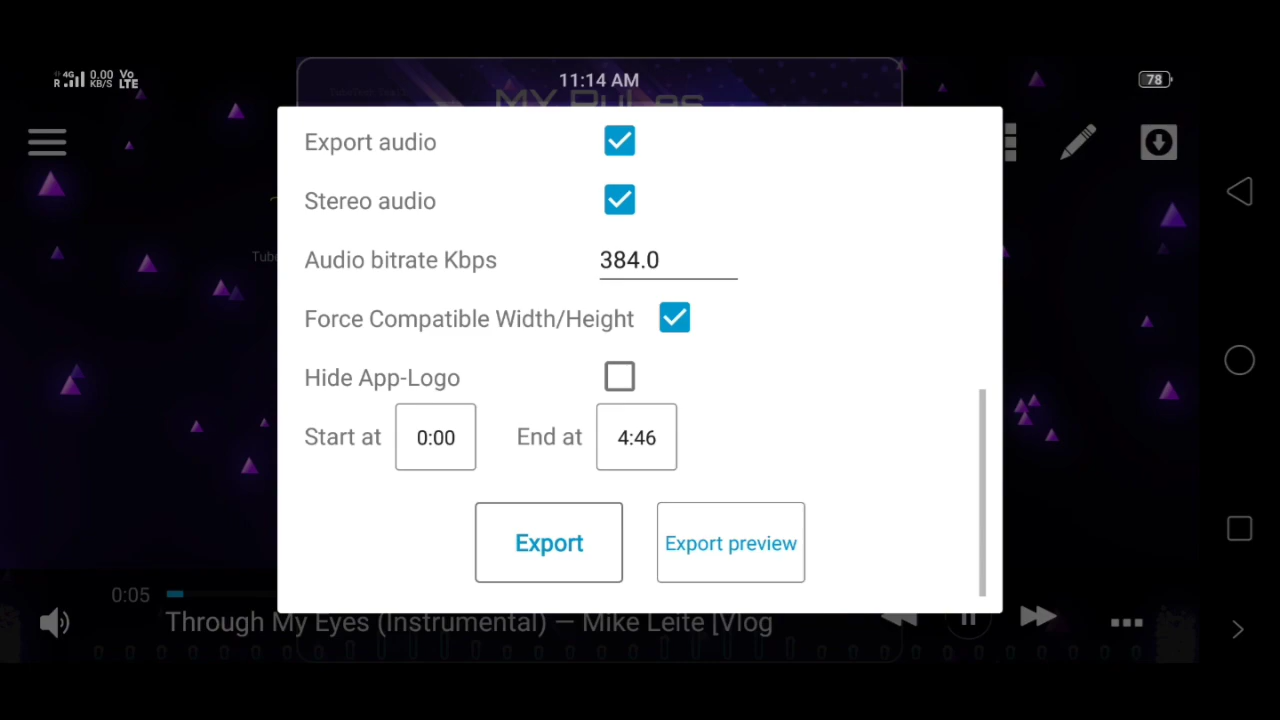 4G 0.00 Vo
R KB/S LTE
11:14 AM
78
Export audio
Stereo audio
Audio bitrate Kbps 384.0
Force Compatible Width/Height
Hide App-Logo
Start at 0:00 End at 4:46
Export Export preview
0:05
Through My Eyes (Instrumental) — Mike Leite [Vlog